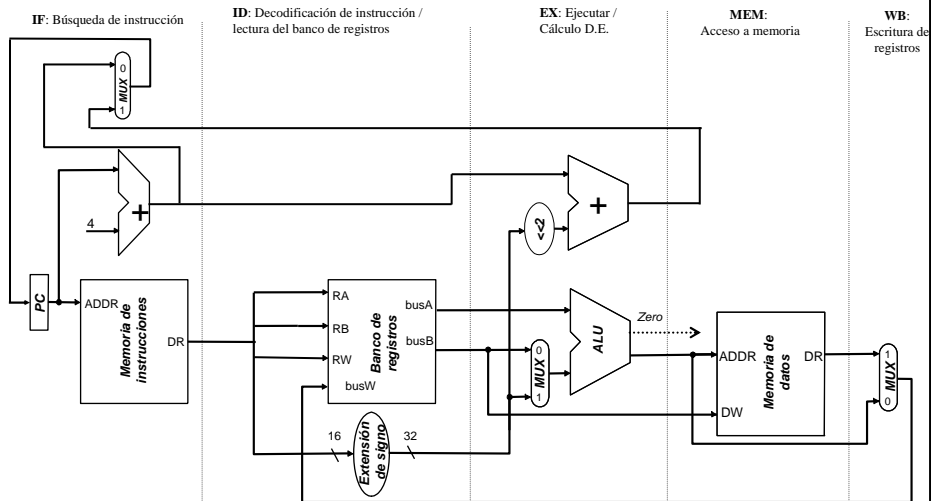 IF: Búsqueda de instrucción
ID: Decodificación de instrucción /
lectura del banco de registros
EX: Ejecutar /
Cálculo D.E.
MEM:
Acceso a memoria
WB:
Escritura de
registros
0
MUX
1
+
4
+
<<2
PC
ADDR
Memoria de
instrucciones
DR
RA
RB
RW
busW
Banco de
registros
busA
busB
0
MUX
1
ALU
Zero
ADDR
DW
Memoria de
datos
DR
1
MUX
0
16
Extensión
de signo
32